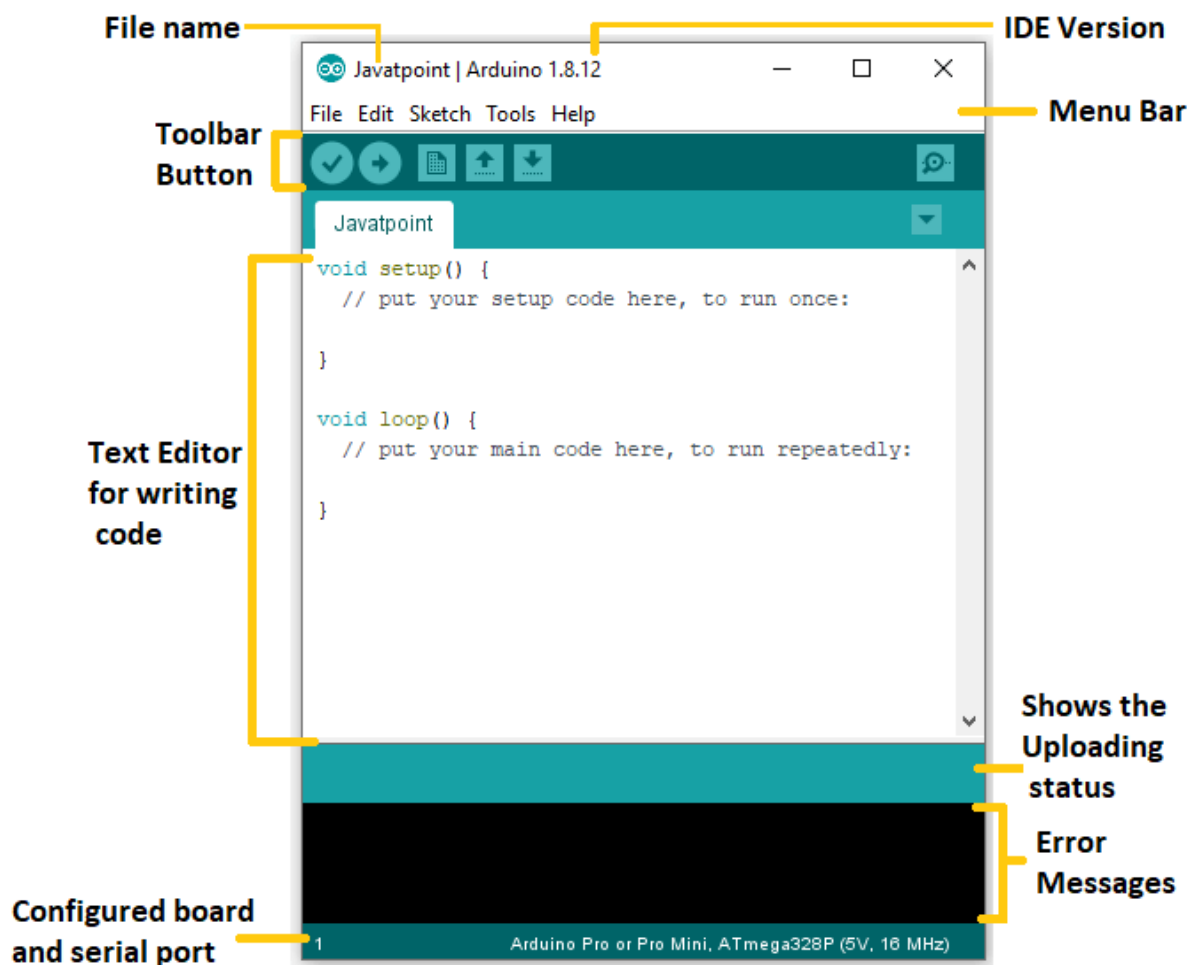 File name
IDE Version
Javatpoint | Arduino 1.8.12
File Edit Sketch Tools Help
Menu Bar
Toolbar
Button
Javatpoint
void setup() {
// put your setup code here, to run once:
}
void loop() {
// put your main code here, to run repeatedly:
}
Text Editor
for writing
code
Shows the
Uploading
status
Error
Messages
Configured board
and serial port
1
Arduino Pro or Pro Mini, ATmega328P (5V, 16 MHz)